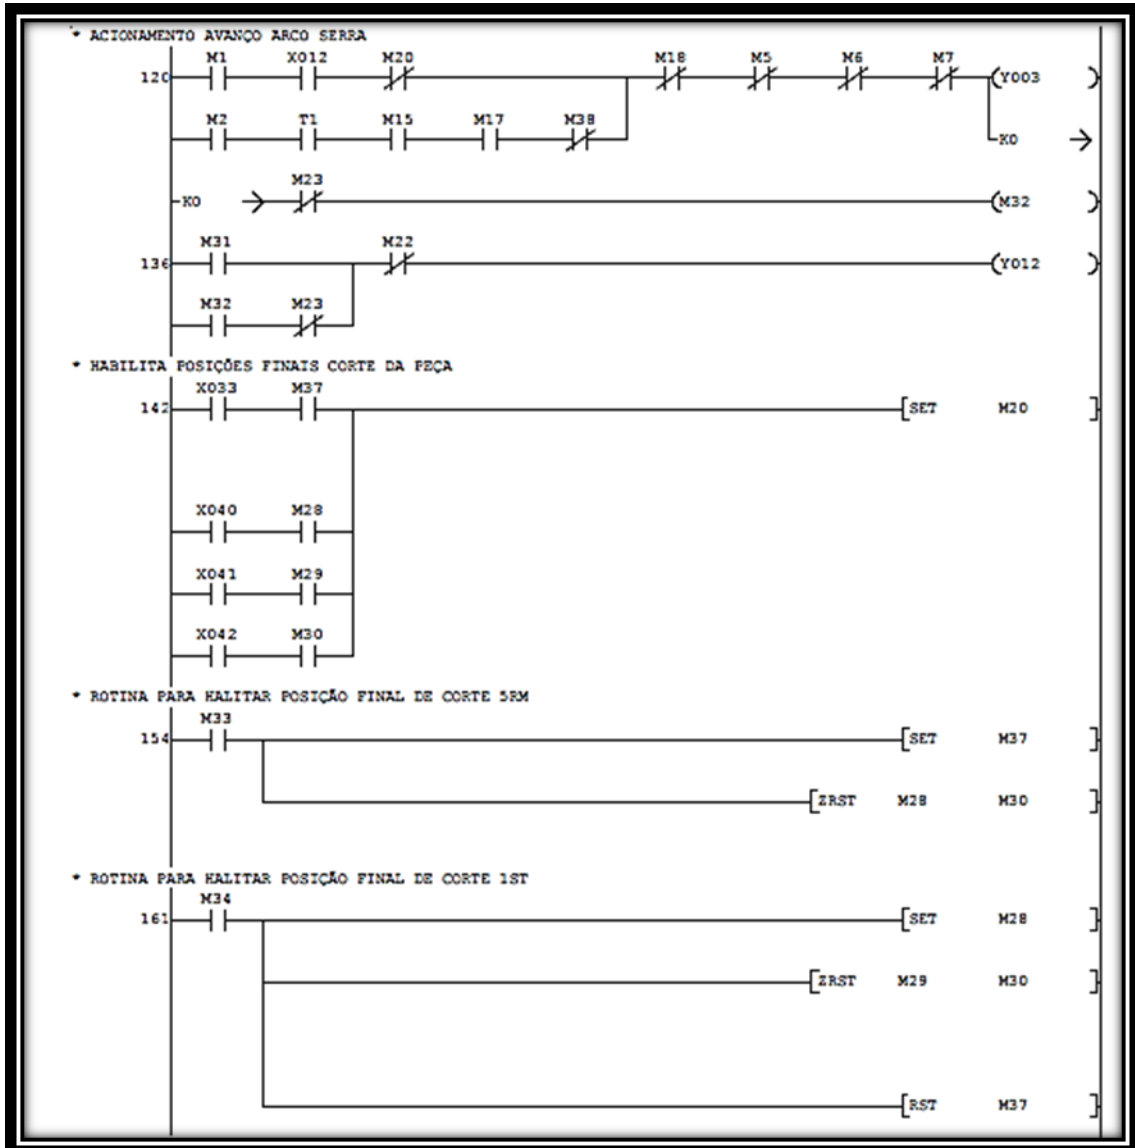 * ACIONAMENTO AVANÇO ARCO SERRA
M1 X012 M20 M18 M5 M6 M7
120 (Y003 )
M2 T1 M15 M17 M38
K0
M23
K0 (M32 )
M31 M22
136 (Y012 )
M32 M23
* HABILITA POSIÇÕES FINAIS CORTE DA PEÇA
X033 M37
142 [SET M20 ]
X040 M28
X041 M29
X042 M30
* ROTINA PARA HALITAR POSIÇÃO FINAL DE CORTE 5RM
M33
154 [SET M37 ]
[ZRST M28 M30 ]
* ROTINA PARA HALITAR POSIÇÃO FINAL DE CORTE 1ST
M34
161 [SET M28 ]
[ZRST M29 M30 ]
[RST M37 ]